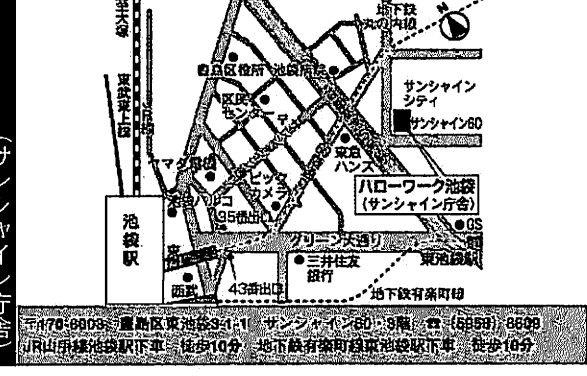 至大塚
東武東上線
地下鉄
丸の内線
N
豊島区役所
池袋
区民
センター
〒
サンシャイン
シティ
サンシャイン60
東急
ハンズ
ヤマダ電機
ビック
カメラ
池袋パルコ
35番出口
ハローワーク池袋
(サンシャイン庁舎)
GS
池袋駅
グリーン大通り
東池袋駅
三井住友
銀行
西武
43番出口
地下鉄有楽町線
(サンシャイン庁舎)
豊島区東池袋3-1-1 サンシャイン60・3階 ☎
JR山手線池袋駅下車 徒歩10分 地下鉄有楽町線東池袋駅下車 徒歩10分